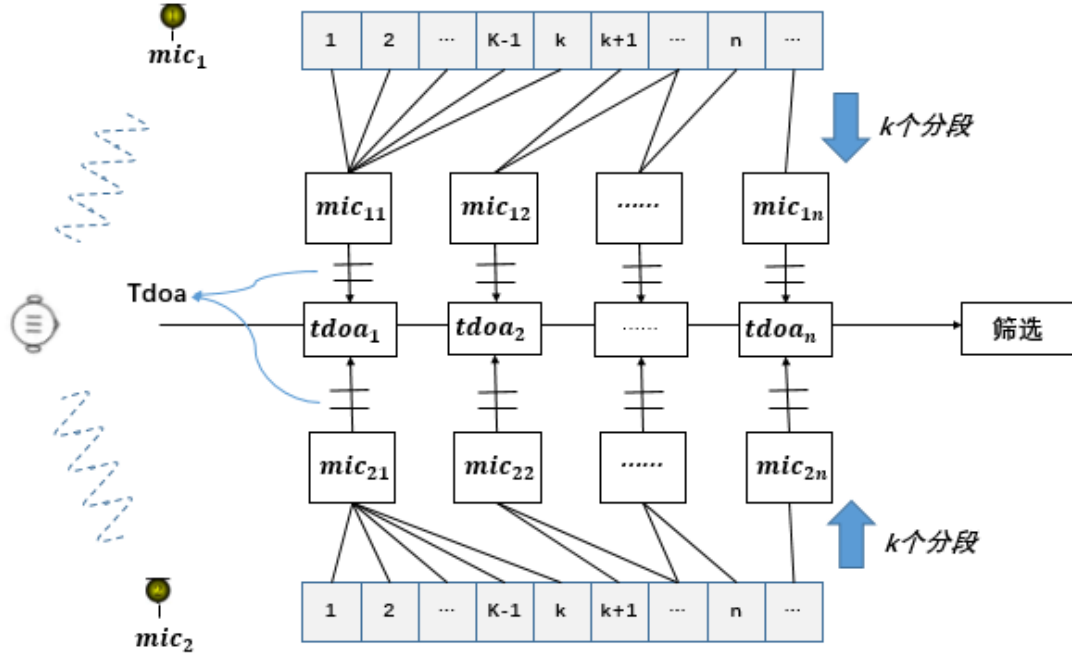 mic₁
1 2 … K-1 k k+1 … n …
k个分段
mic₁₁ mic₁₂ …… mic₁ₙ
Tdoa
tdoa₁ tdoa₂ …… tdoaₙ 筛选
mic₂₁ mic₂₂ …… mic₂ₙ
k个分段
1 2 … K-1 k k+1 … n …
mic₂